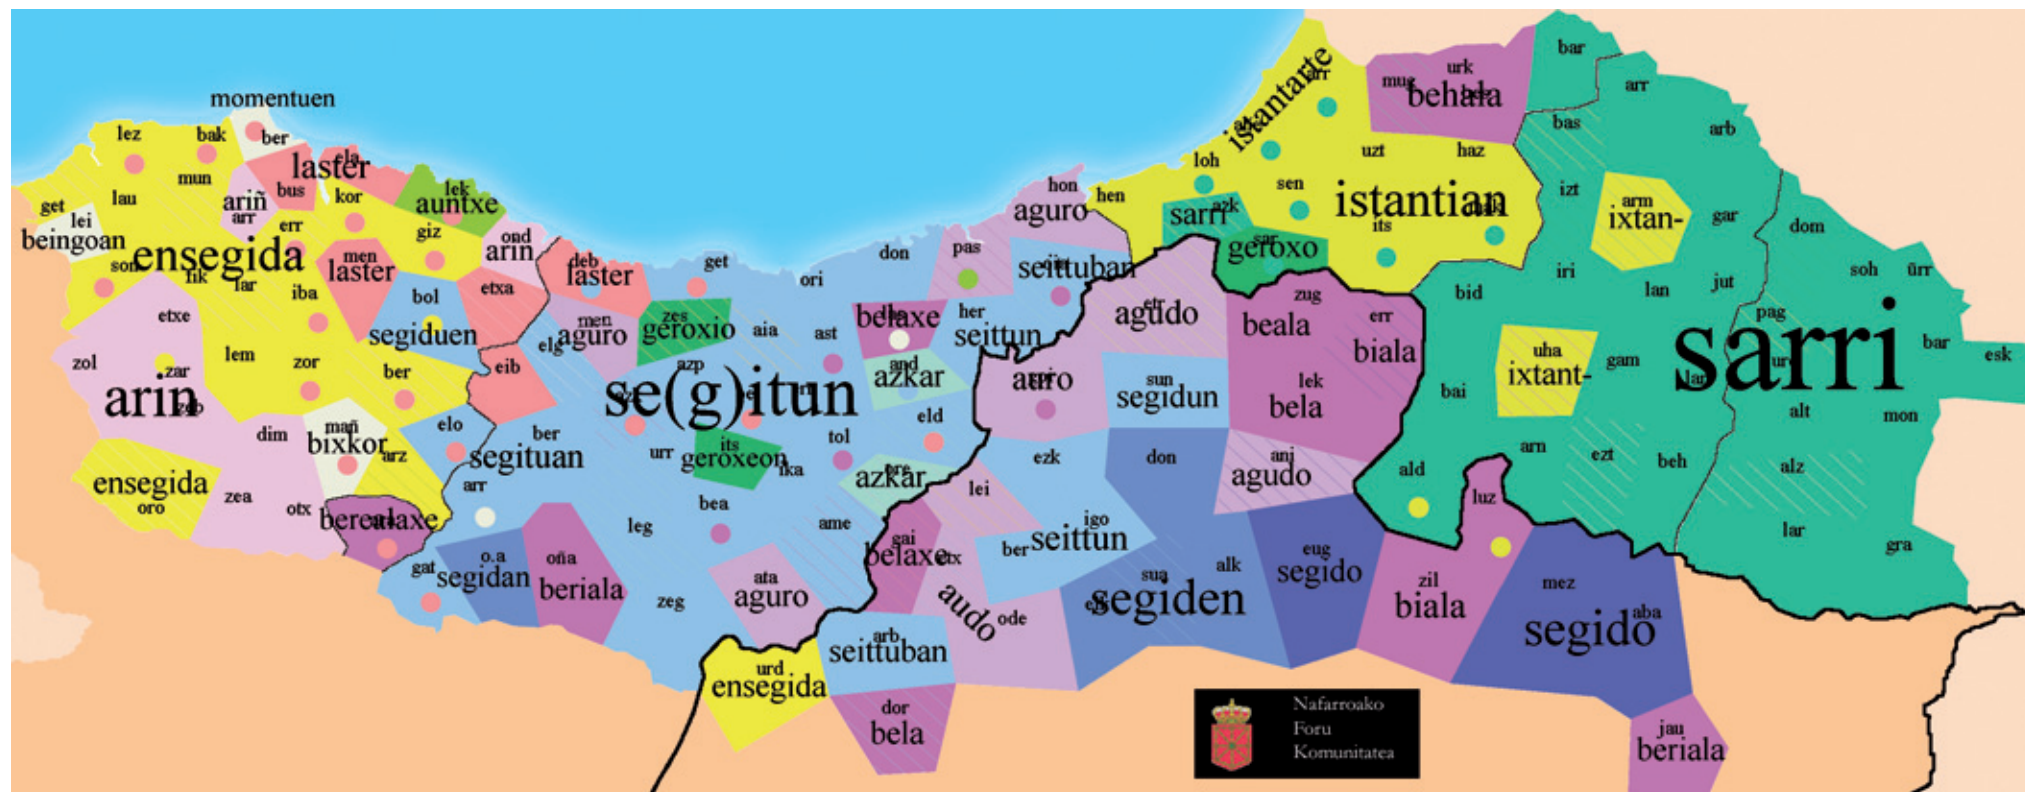 momentuen
lez
bak
ber
laster
mun
bus
kor
lek
auntxe
get
lau
ariñ
arr
err
giz
lei
beingoan
ensegida
son
lar
iba
men
laster
ond
arin
deb
laster
etxa
bol
segiduen
etxe
zol
zar
arin
lem
zor
ber
eib
elg
dim
mañ
bixkor
arz
elo
ensegida
oro
zea
otx
berealaxe
arr
gat
o.a
segidan
oña
beriala
segituan
ber
men
aguro
zes
geroxio
get
ori
don
aia
ast
azp
se(g)itun
belaxe
and
azkar
eld
tol
urr
its
geroxeon
azkar
bea
leg
ame
zeg
ata
aguro
pas
hon
aguro
hen
seittuban
her
seittun
loh
istantarte
sarri
azk
sen
geroxo
istantian
its
uzt
haz
mug
urk
behala
bar
arr
bas
arb
izt
arm
ixtan-
gar
dom
soh
ürr
iri
lan
jut
bid
pag
sarri
bar
esk
uha
ixtant-
gam
bai
alt
mon
arn
ezt
beh
alz
ald
luz
lar
gra
etr
agudo
zug
beala
err
biala
auro
sun
segidun
lek
bela
ezk
don
anj
agudo
lei
gai
belaxe
ber
igo
seittun
audo
ode
sua
alk
segiden
eug
segido
zil
biala
mez
aba
segido
jau
beriala
arb
seittuban
urd
ensegida
dor
bela
Nafarroako
Foru
Komunitatea